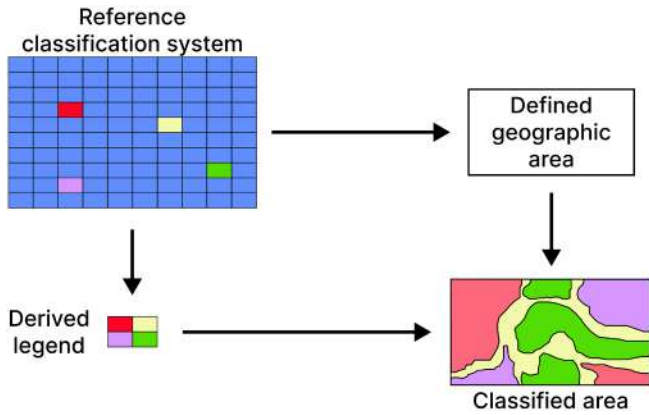 Reference
classification system
Defined
geographic
area
Derived
legend
Classified area